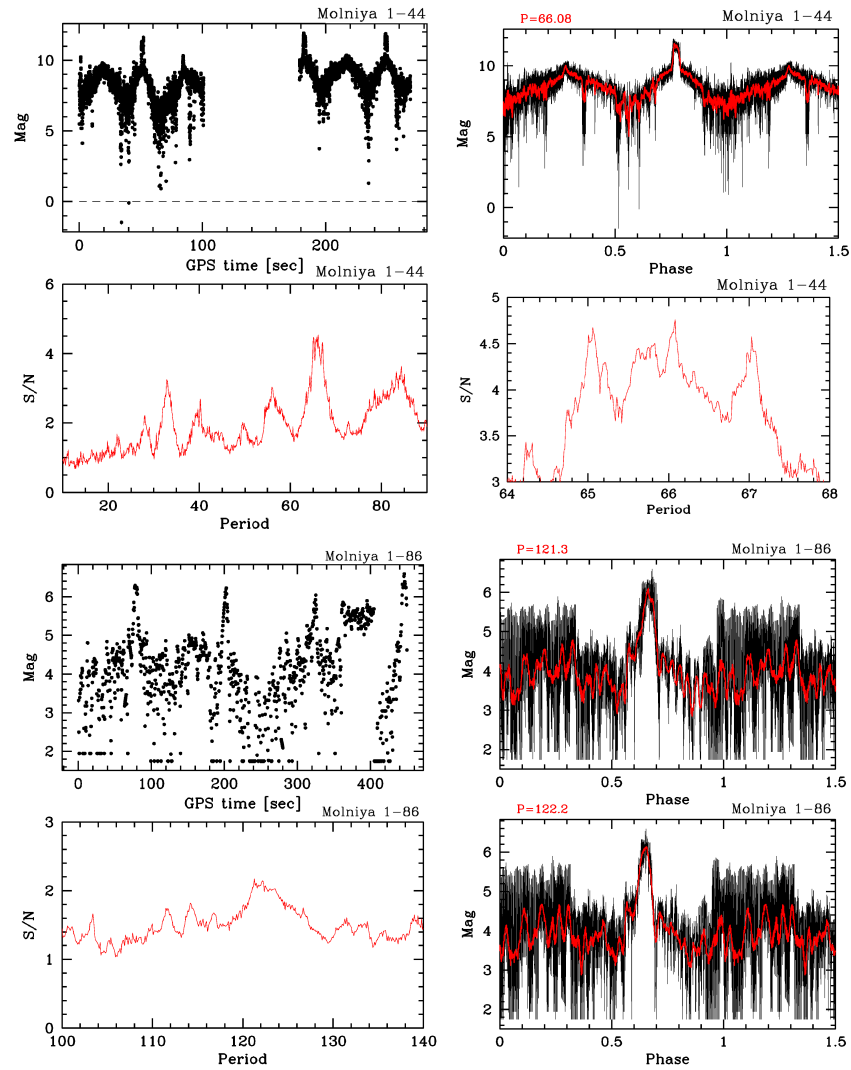 Molniya 1−44
Mag
10
5
0
0
100
200
GPS time [sec]
P=66.08
Molniya 1−44
Mag
10
5
0
0
0.5
1
1.5
Phase
Molniya 1−44
S/N
6
4
2
0
20
40
60
80
Period
Molniya 1−44
S/N
5
4.5
4
3.5
3
64
65
66
67
68
Period
Molniya 1−86
Mag
6
5
4
3
2
0
100
200
300
400
GPS time [sec]
P=121.3
Molniya 1−86
Mag
6
5
4
3
2
0
0.5
1
1.5
Phase
Molniya 1−86
S/N
3
2
1
0
100
110
120
130
140
Period
P=122.2
Molniya 1−86
Mag
6
5
4
3
2
0
0.5
1
1.5
Phase